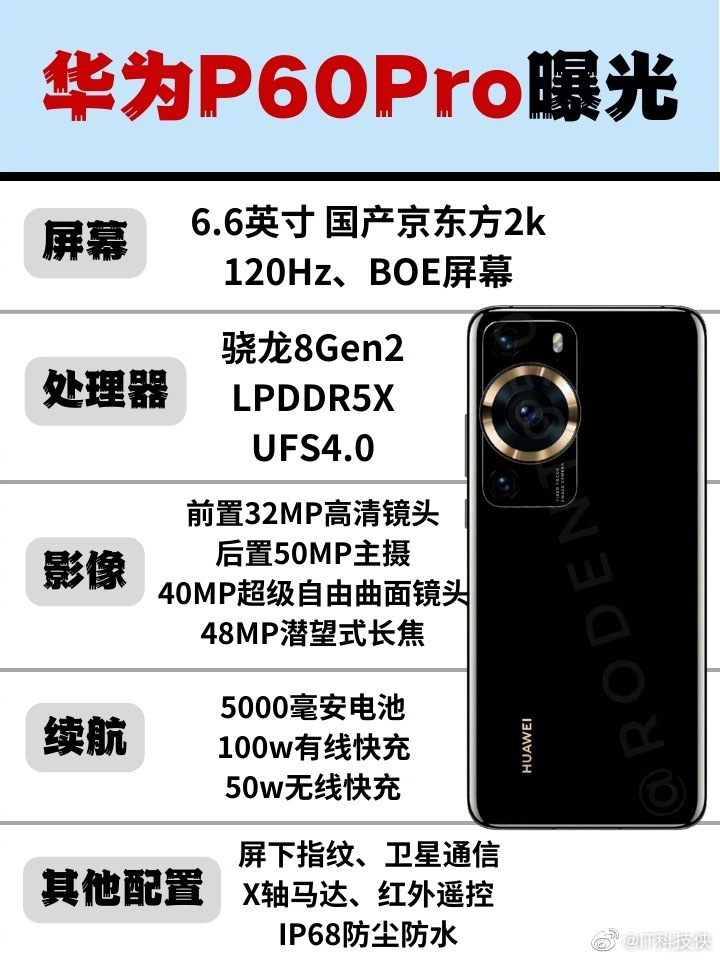 华为P60Pro曝光
屏幕
6.6英寸 国产京东方2k
120Hz、BOE屏幕
处理器
骁龙8Gen2
LPDDR5X
UFS4.0
影像
前置32MP高清镜头
后置50MP主摄
40MP超级自由曲面镜头
48MP潜望式长焦
续航
5000毫安电池
100w有线快充
50w无线快充
其他配置
屏下指纹、卫星通信
X轴马达、红外遥控
IP68防尘防水
HUAWEI
@RODENT
@IT科技侠